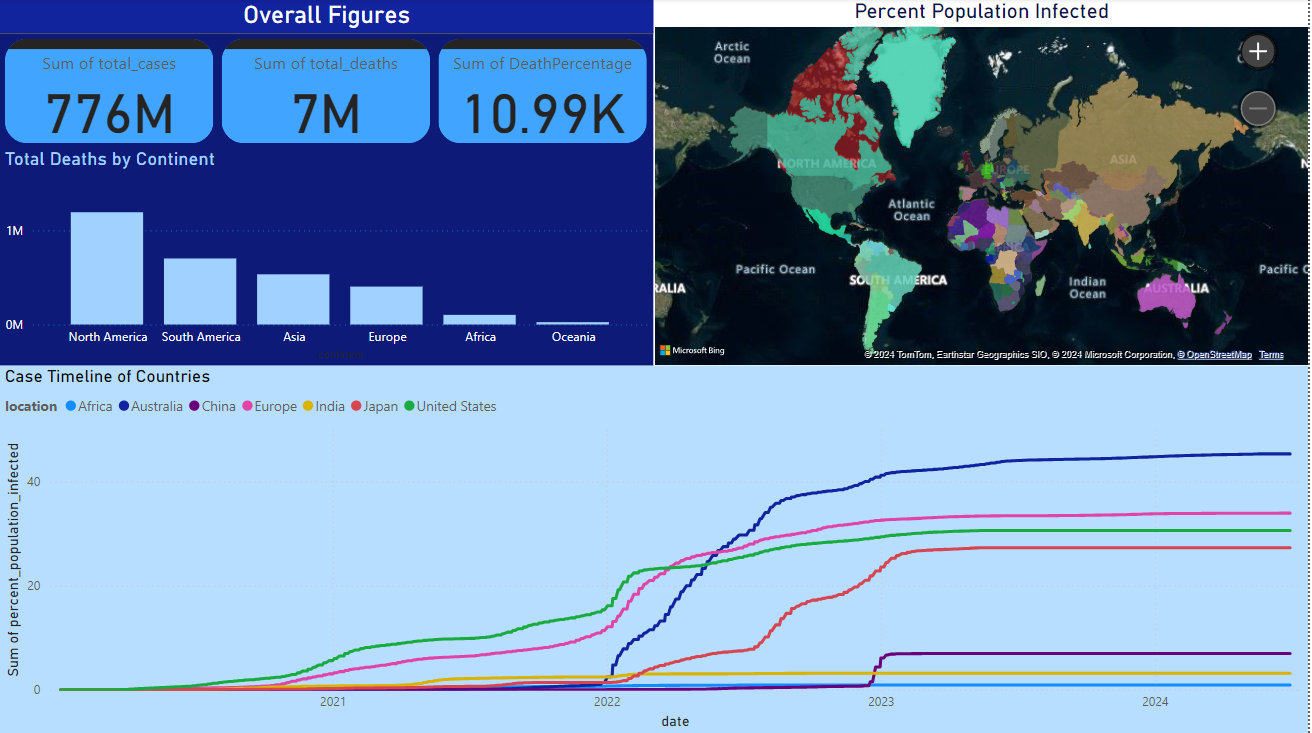 Overall Figures
Sum of total_cases
776M
Sum of total_deaths
7M
Sum of DeathPercentage
10.99K
Total Deaths by Continent
1M
0M
North America
South America
Asia
Europe
Africa
Oceania
Percent Population Infected
Arctic
Ocean
+
NORTH AMERICA
EUROPE
ASIA
Atlantic
Ocean
Pacific Ocean
SOUTH AMERICA
Indian
Ocean
AUSTRALIA
RALIA
Pacific
Microsoft Bing
© 2024 TomTom, Earthstar Geographics SIO, © 2024 Microsoft Corporation, © OpenStreetMap Terms
Case Timeline of Countries
location Africa Australia China Europe India Japan United States
Sum of percent_population_infected
40
20
0
2021
2022
2023
2024
date